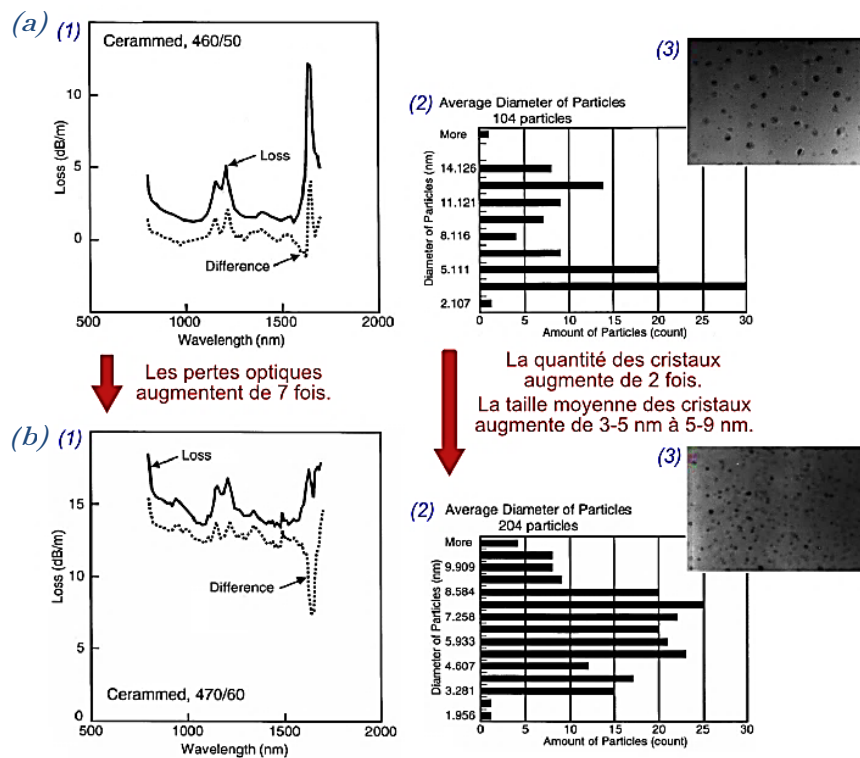 (a) (1)
Cerammed, 460/50
Loss (dB/m)
10
5
0
Loss
Difference
500 1000 1500 2000
Wavelength (nm)
(2) Average Diameter of Particles
104 particles
Diameter of Particles (nm)
More
14.126
11.121
8.116
5.111
2.107
0 5 10 15 20 25 30
Amount of Particles (count)
(3)
Les pertes optiques
augmentent de 7 fois.
La quantité des cristaux
augmente de 2 fois.
La taille moyenne des cristaux
augmente de 3-5 nm à 5-9 nm.
(b) (1)
Loss (dB/m)
15
10
5
0
Loss
Difference
Cerammed, 470/60
500 1000 1500 2000
Wavelength (nm)
(2) Average Diameter of Particles
204 particles
Diameter of Particles (nm)
More
9.909
8.584
7.258
5.933
4.607
3.281
1.956
0 5 10 15 20 25 30
Amount of Particles (count)
(3)